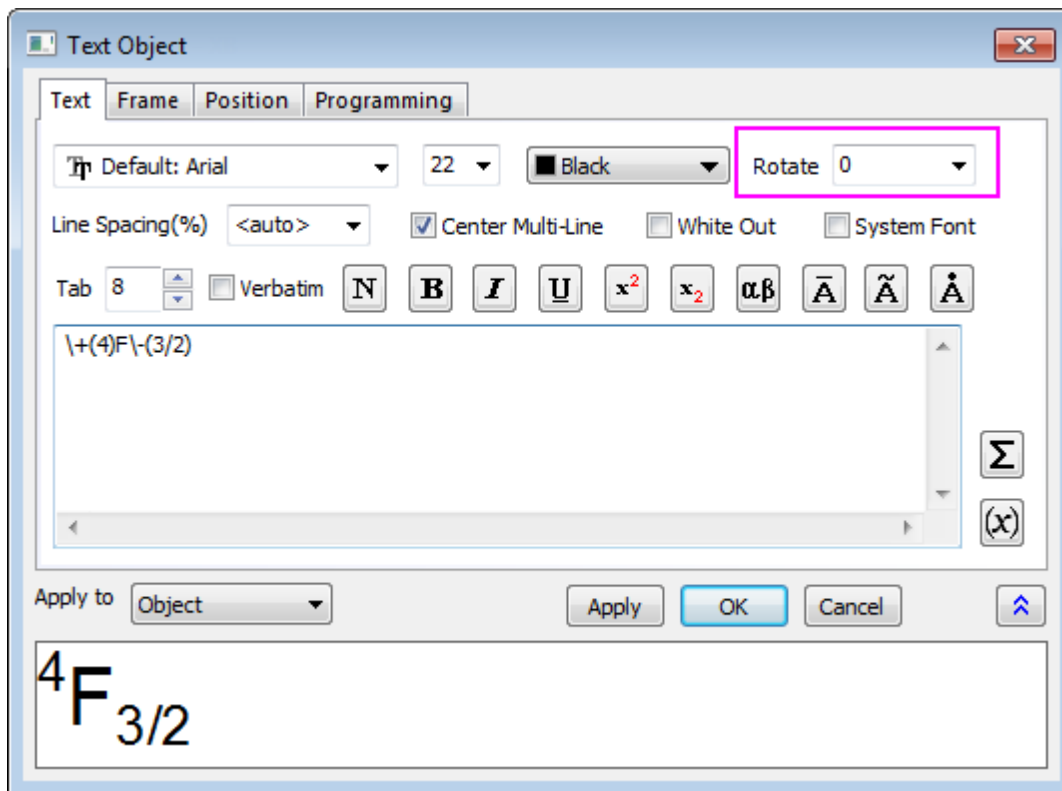 Text Object
Text Frame Position Programming
Default: Arial 22 Black Rotate 0
Line Spacing(%) <auto> Center Multi-Line White Out System Font
Tab 8 Verbatim N B I U x² x₂ αβ Ā Ã Å
\+(4)F\-(3/2)
Σ
(x)
Apply to Object Apply OK Cancel
⁴F3/2